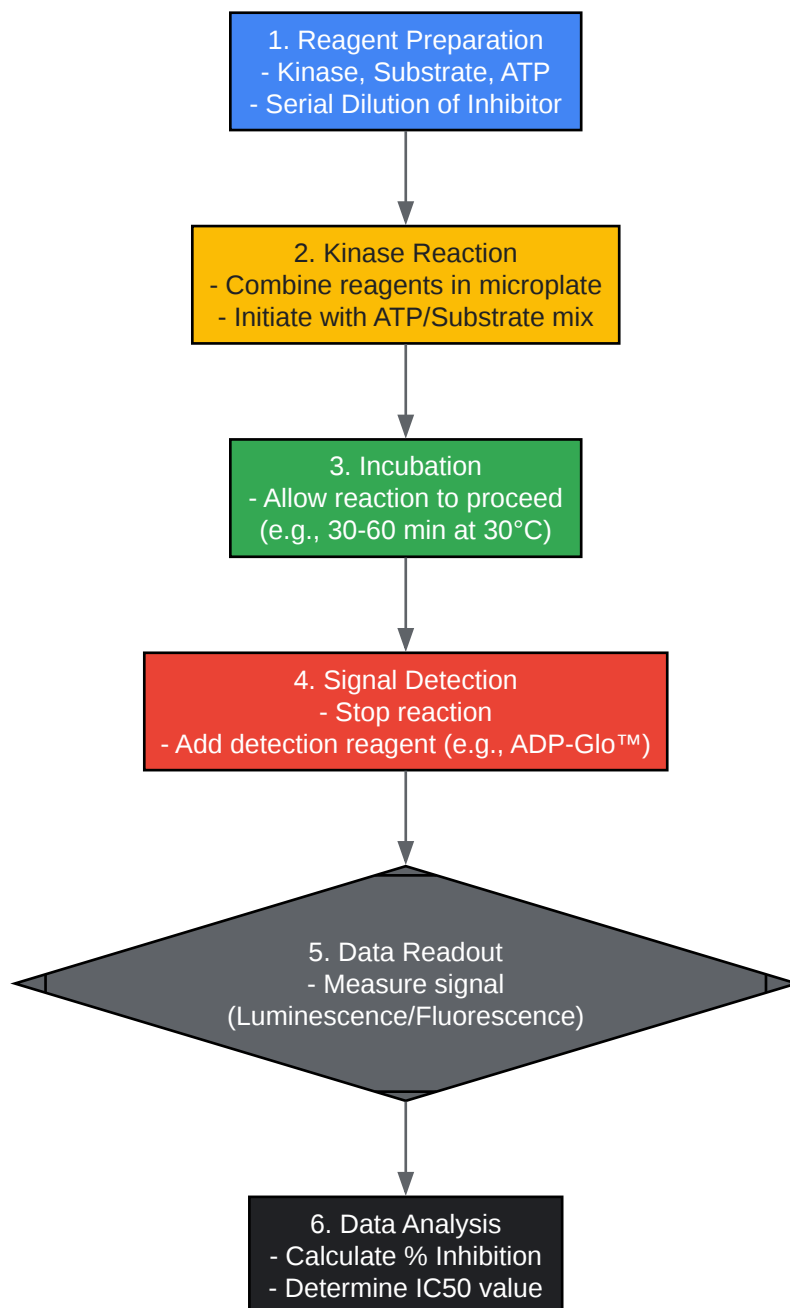 1. Reagent Preparation
- Kinase, Substrate, ATP
- Serial Dilution of Inhibitor
2. Kinase Reaction
- Combine reagents in microplate
- Initiate with ATP/Substrate mix
3. Incubation
- Allow reaction to proceed
(e.g., 30-60 min at 30°C)
4. Signal Detection
- Stop reaction
- Add detection reagent (e.g., ADP-Glo™)
5. Data Readout
- Measure signal
(Luminescence/Fluorescence)
6. Data Analysis
- Calculate % Inhibition
- Determine IC50 value